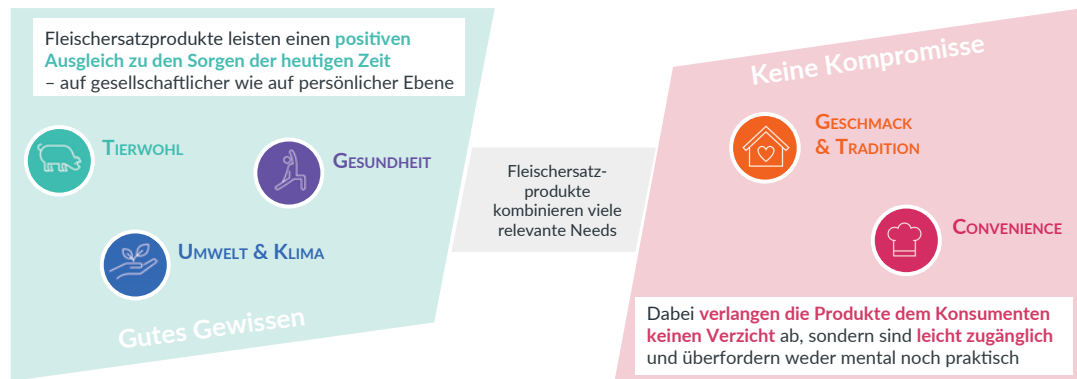 Fleischersatzprodukte leisten einen positiven
Ausgleich zu den Sorgen der heutigen Zeit
– auf gesellschaftlicher wie auf persönlicher Ebene
Tierwohl
Gesundheit
Umwelt & Klima
Gutes Gewissen
Fleischersatz-
produkte
kombinieren viele
relevante Needs
Keine Kompromisse
Geschmack
& Tradition
Convenience
Dabei verlangen die Produkte dem Konsumenten
keinen Verzicht ab, sondern sind leicht zugänglich
und überfordern weder mental noch praktisch